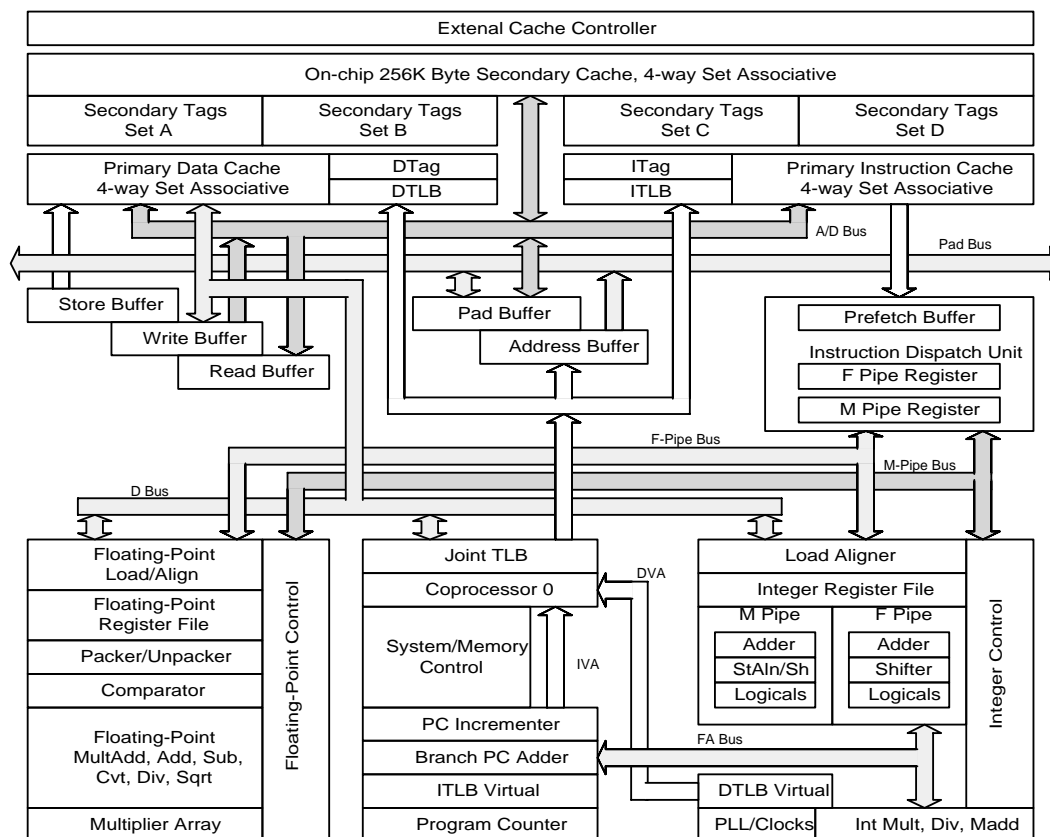 Extenal Cache Controller
On-chip 256K Byte Secondary Cache, 4-way Set Associative
Secondary Tags
Set A
Secondary Tags
Set B
Secondary Tags
Set C
Secondary Tags
Set D
Primary Data Cache
4-way Set Associative
DTag
DTLB
ITag
ITLB
Primary Instruction Cache
4-way Set Associative
A/D Bus
Pad Bus
Store Buffer
Write Buffer
Read Buffer
Pad Buffer
Address Buffer
Prefetch Buffer
Instruction Dispatch Unit
F Pipe Register
M Pipe Register
F-Pipe Bus
M-Pipe Bus
D Bus
Floating-Point
Load/Align
Floating-Point
Register File
Packer/Unpacker
Comparator
Floating-Point
MultAdd, Add, Sub,
Cvt, Div, Sqrt
Multiplier Array
Floating-Point Control
Joint TLB
Coprocessor 0
System/Memory
Control
IVA
DVA
PC Incrementer
Branch PC Adder
ITLB Virtual
Program Counter
Load Aligner
Integer Register File
M Pipe
Adder
StAln/Sh
Logicals
F Pipe
Adder
Shifter
Logicals
Integer Control
FA Bus
DTLB Virtual
PLL/Clocks
Int Mult, Div, Madd